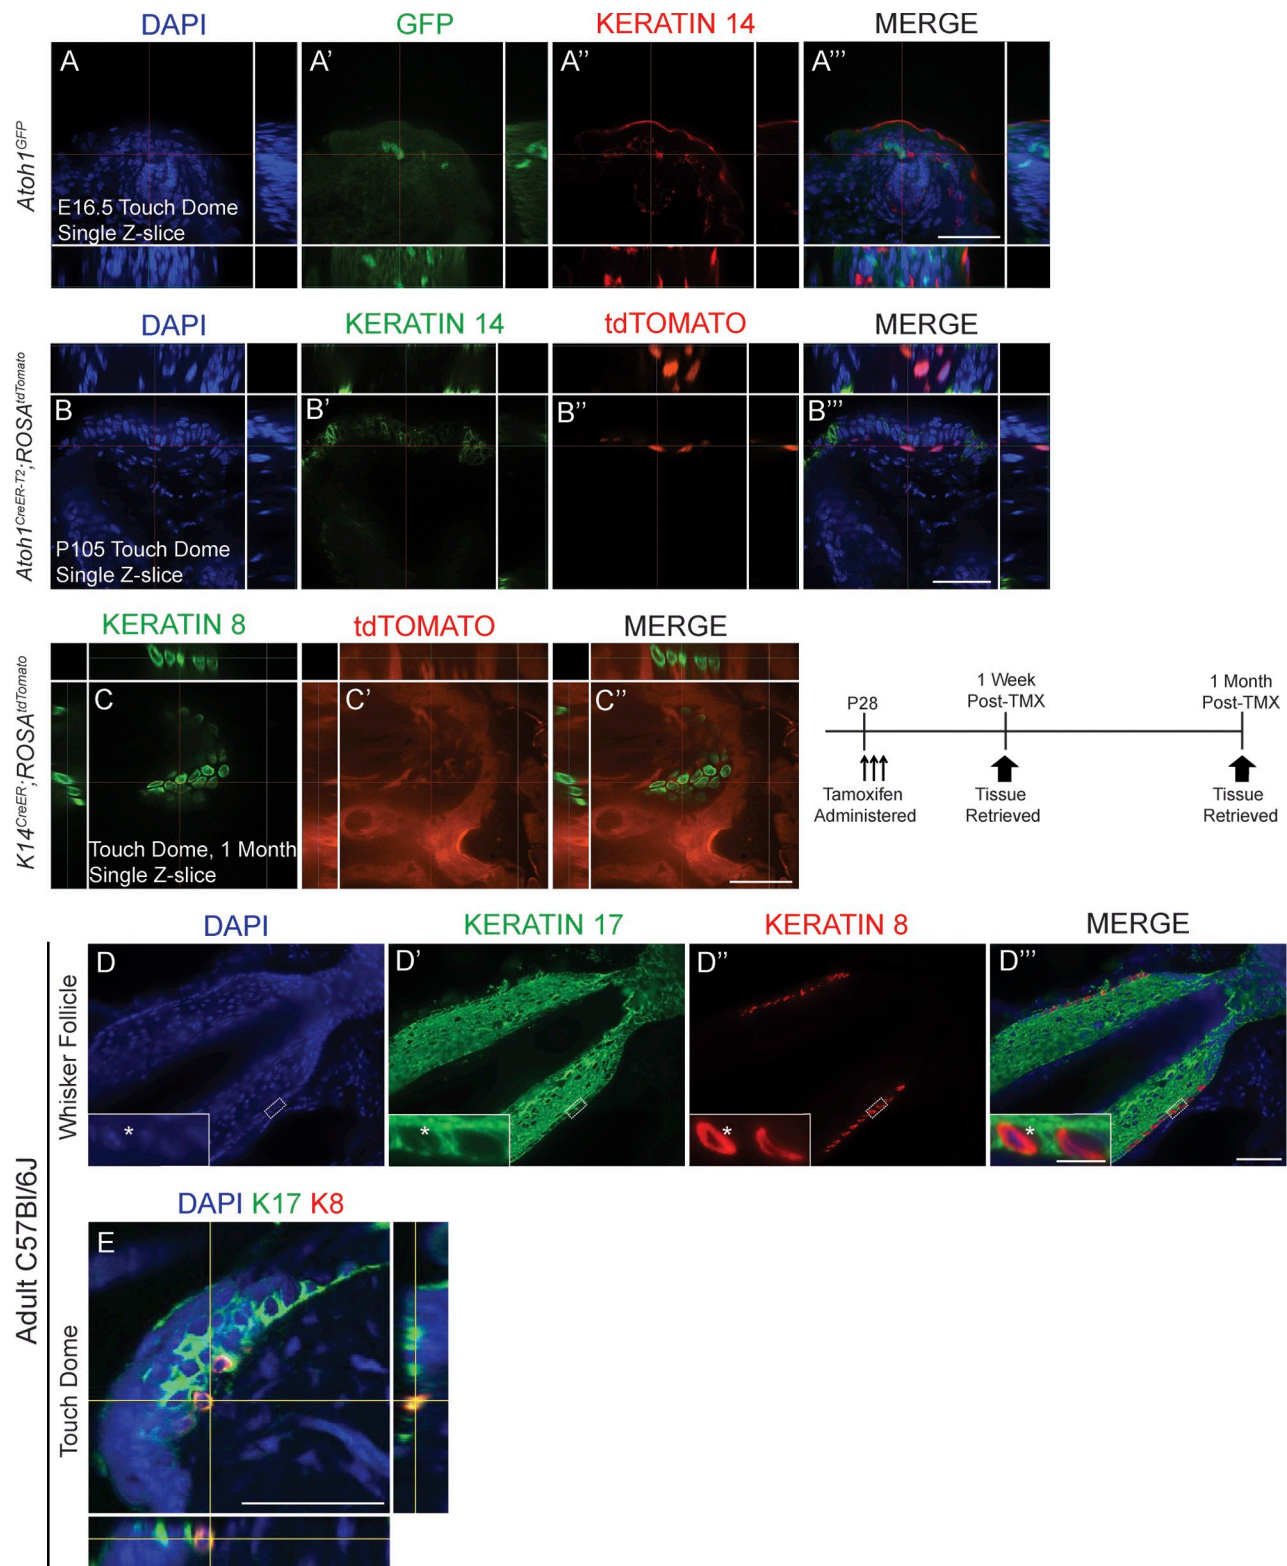 DAPI GFP KERATIN 14 MERGE
Atoh1GFP
A A' A'' A'''
E16.5 Touch Dome
Single Z-slice
DAPI KERATIN 14 tdTOMATO MERGE
Atoh1CreER-T2;ROSAtdTomato
B B' B'' B'''
P105 Touch Dome
Single Z-slice
KERATIN 8 tdTOMATO MERGE
K14CreER;ROSAtdTomato
C C' C''
Touch Dome, 1 Month
Single Z-slice
P28
1 Week
Post-TMX
1 Month
Post-TMX
Tamoxifen
Administered
Tissue
Retrieved
Tissue
Retrieved
DAPI KERATIN 17 KERATIN 8 MERGE
Adult C57Bl/6J
Whisker Follicle
D D' D'' D'''
* * * *
DAPI K17 K8
Touch Dome
E